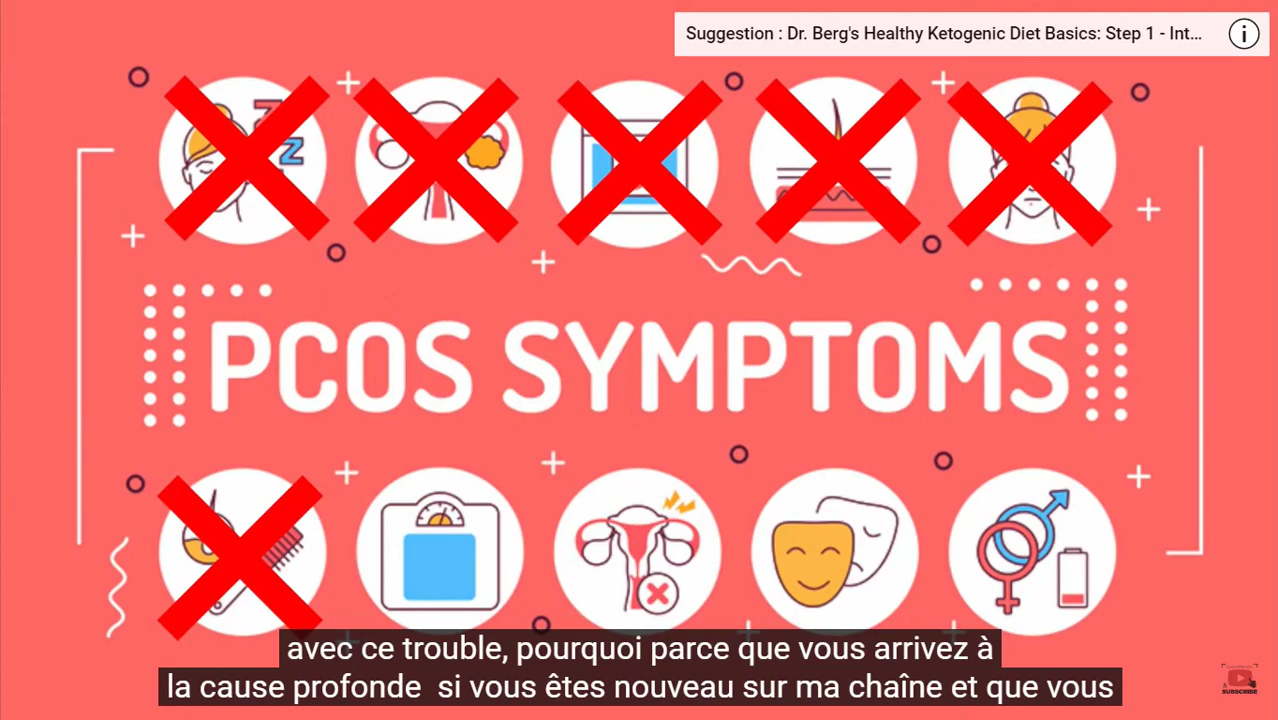 Suggestion : Dr. Berg's Healthy Ketogenic Diet Basics: Step 1 - Int...
Z
Z
PCOS SYMPTOMS
avec ce trouble, pourquoi parce que vous arrivez à
la cause profonde si vous êtes nouveau sur ma chaîne et que vous
SUBSCRIBE